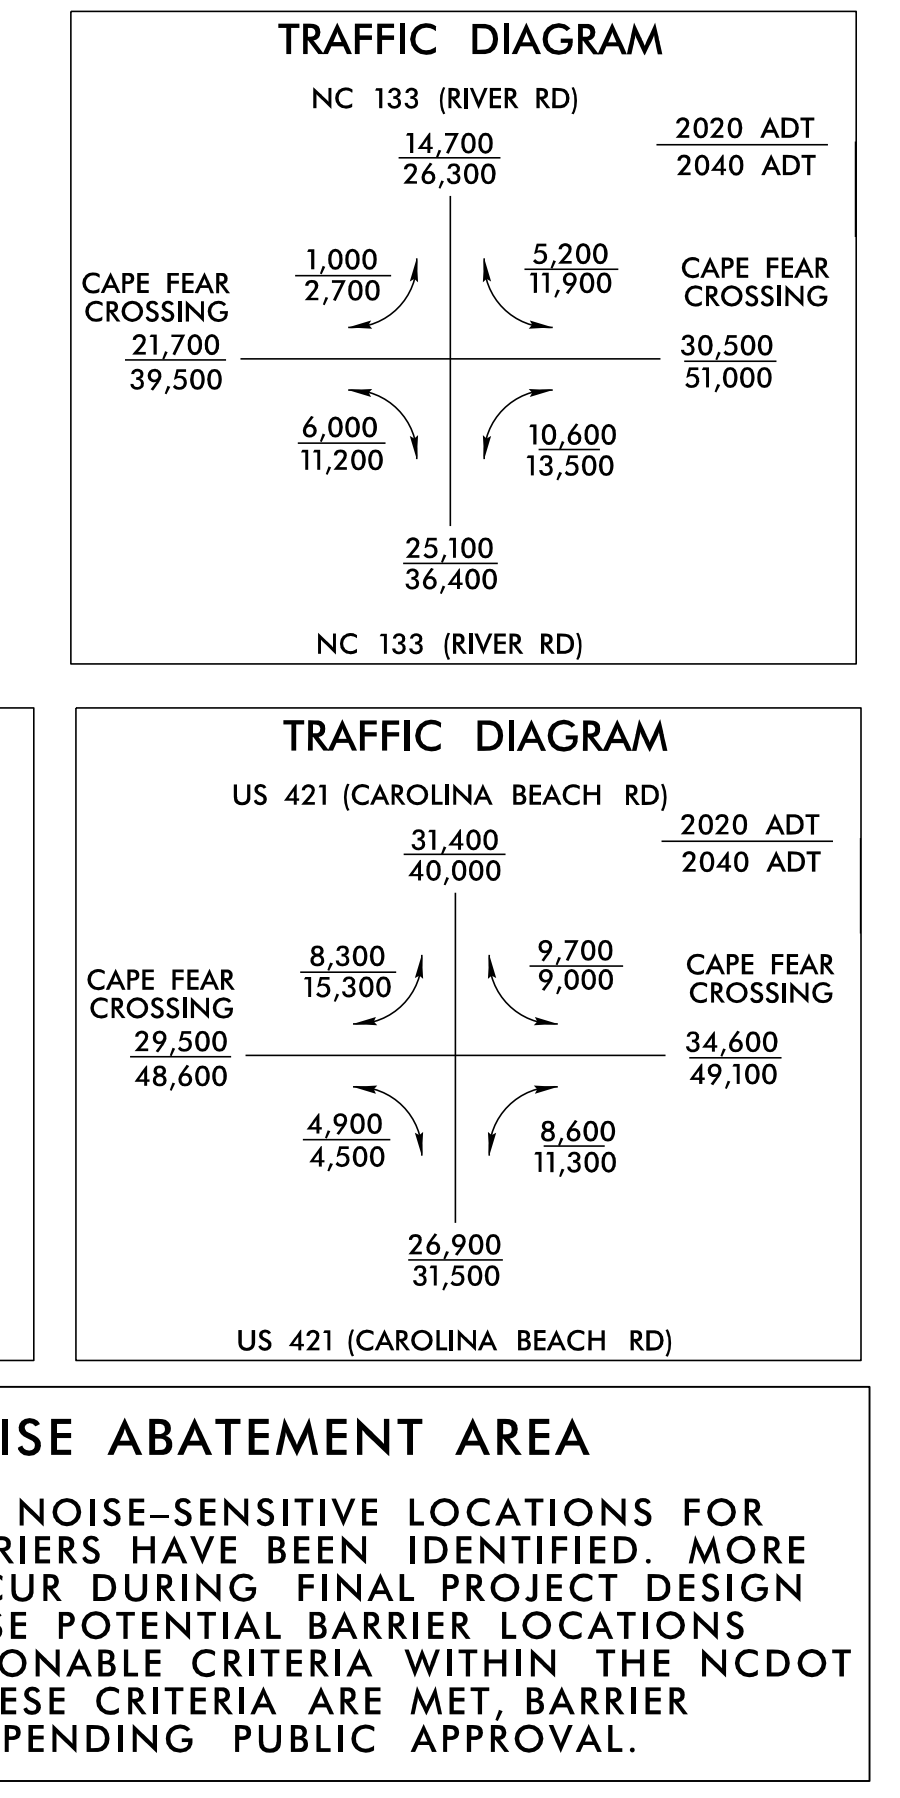 TRAFFIC DIAGRAM
NC 133 (RIVER RD)
14,700
26,300
2020 ADT
2040 ADT
1,000
2,700
5,200
11,900
CAPE FEAR
CROSSING
21,700
39,500
CAPE FEAR
CROSSING
30,500
51,000
6,000
11,200
10,600
13,500
25,100
36,400
NC 133 (RIVER RD)
TRAFFIC DIAGRAM
US 421 (CAROLINA BEACH RD)
31,400
40,000
2020 ADT
2040 ADT
8,300
15,300
9,700
9,000
CAPE FEAR
CROSSING
29,500
48,600
CAPE FEAR
CROSSING
34,600
49,100
4,900
4,500
8,600
11,300
26,900
31,500
US 421 (CAROLINA BEACH RD)
ISE ABATEMENT AREA
NOISE–SENSITIVE LOCATIONS FOR
RIERS HAVE BEEN IDENTIFIED. MORE
CUR DURING FINAL PROJECT DESIGN
SE POTENTIAL BARRIER LOCATIONS
ONABLE CRITERIA WITHIN THE NCDOT
ESE CRITERIA ARE MET, BARRIER
PENDING PUBLIC APPROVAL.